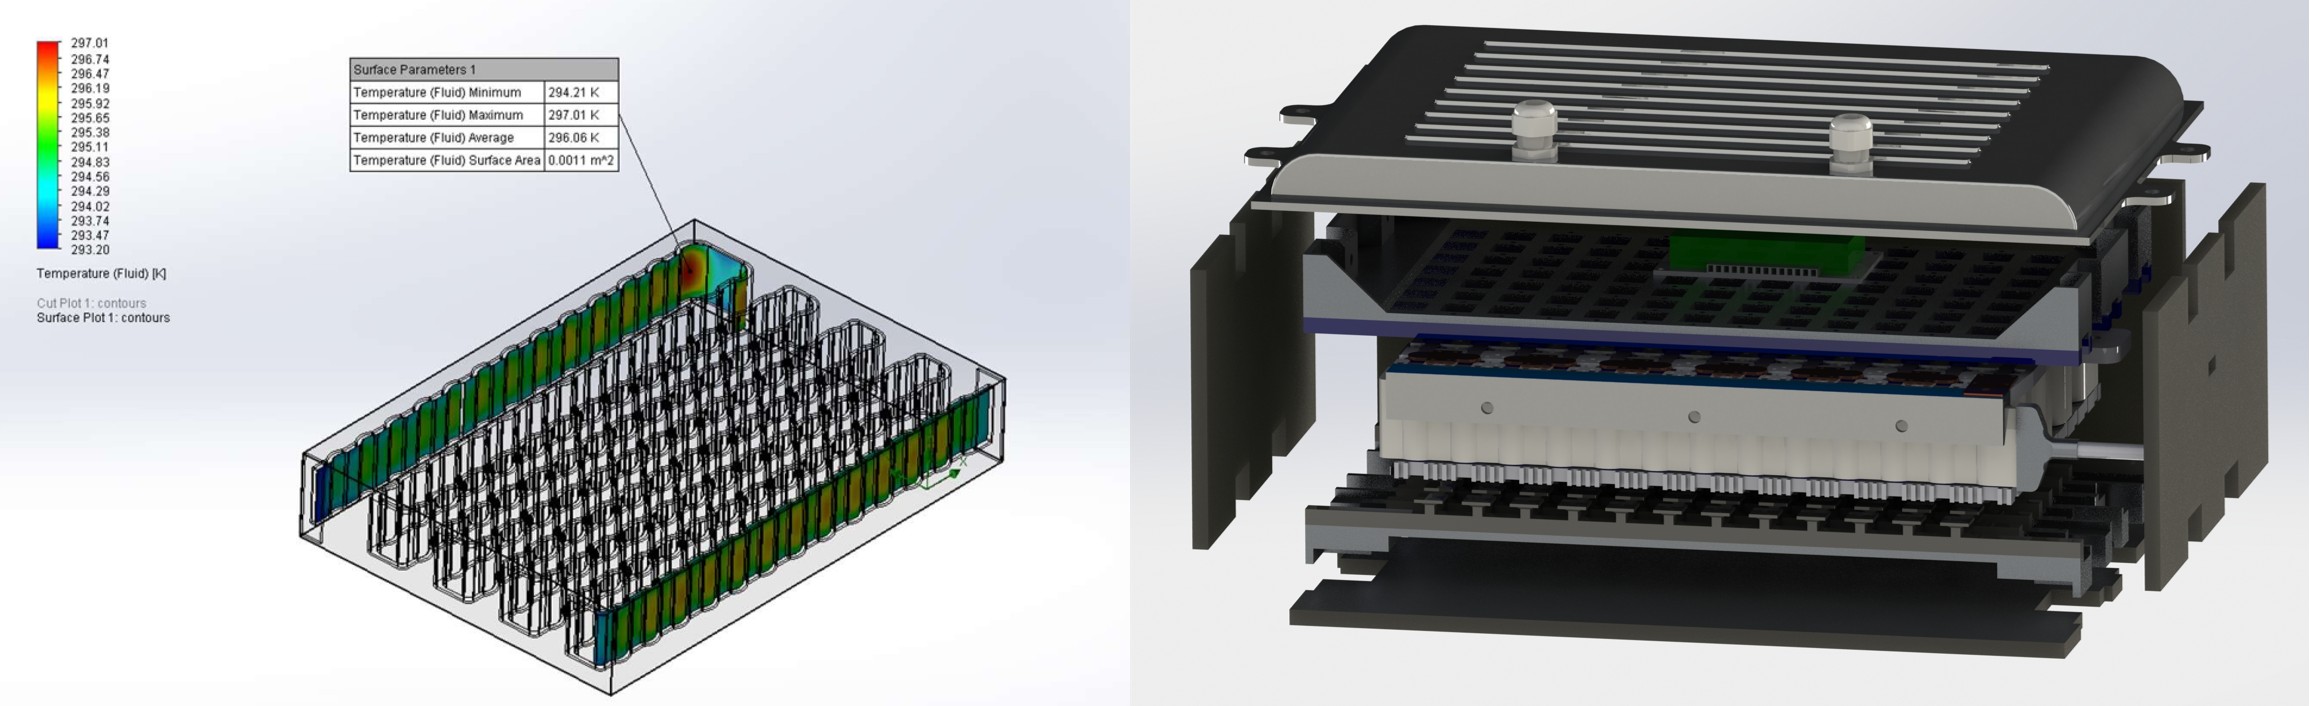 297.01
296.74
296.47
296.19
295.92
295.65
295.38
295.11
294.83
294.56
294.29
294.02
293.74
293.47
293.20
Temperature (Fluid) [K]
Cut Plot 1: contours
Surface Plot 1: contours
Surface Parameters 1
Temperature (Fluid) Minimum 294.21 K
Temperature (Fluid) Maximum 297.01 K
Temperature (Fluid) Average 296.06 K
Temperature (Fluid) Surface Area 0.0011 m^2